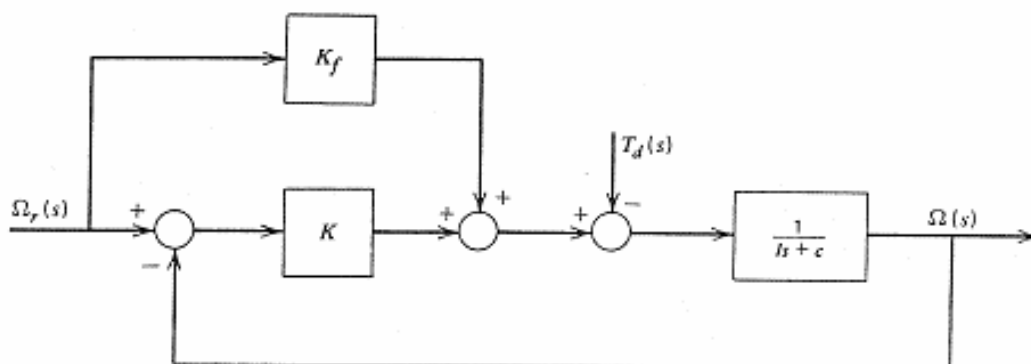 K_f
T_d(s)
Ω_r(s)
+
−
K
+
+
+
−
1
Is + c
Ω(s)